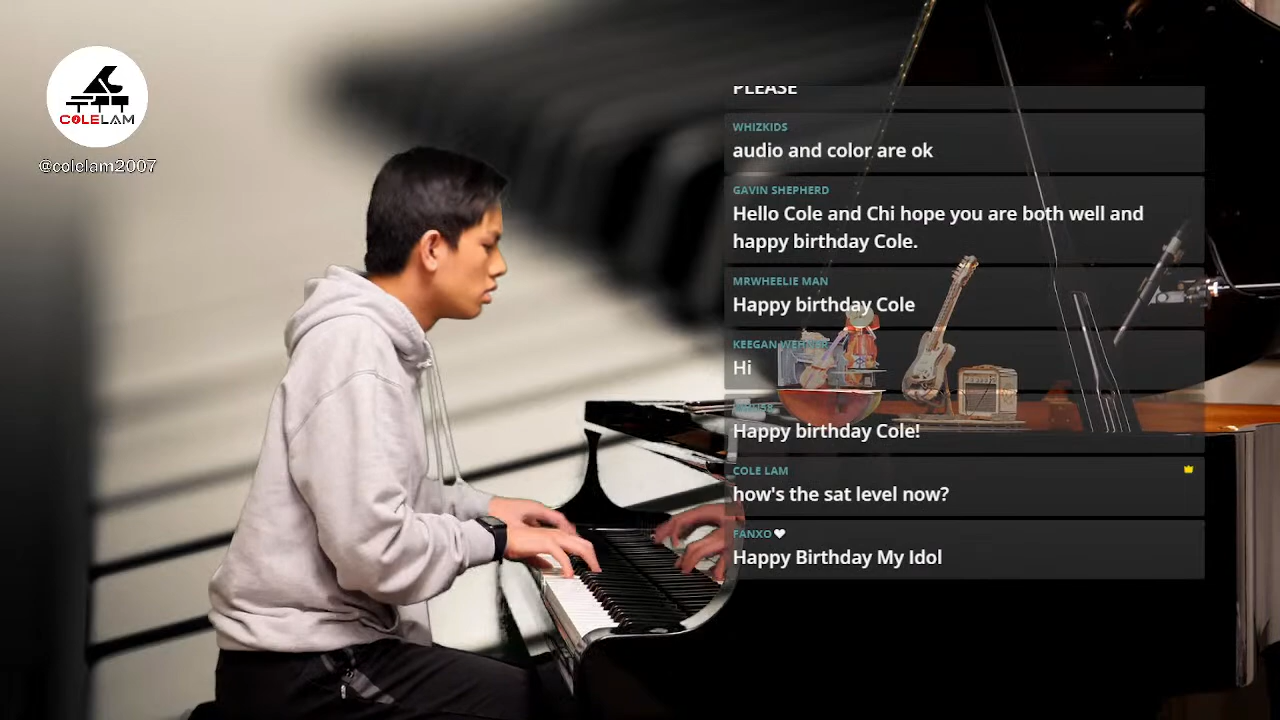 COLELAM
@colelam2007
PLEASE
WHIZKIDS
audio and color are ok
GAVIN SHEPHERD
Hello Cole and Chi hope you are both well and
happy birthday Cole.
MRWHEELIE MAN
Happy birthday Cole
KEEGAN WEHNER
Hi
Happy birthday Cole!
COLE LAM
how's the sat level now?
FANXO🤍
Happy Birthday My Idol